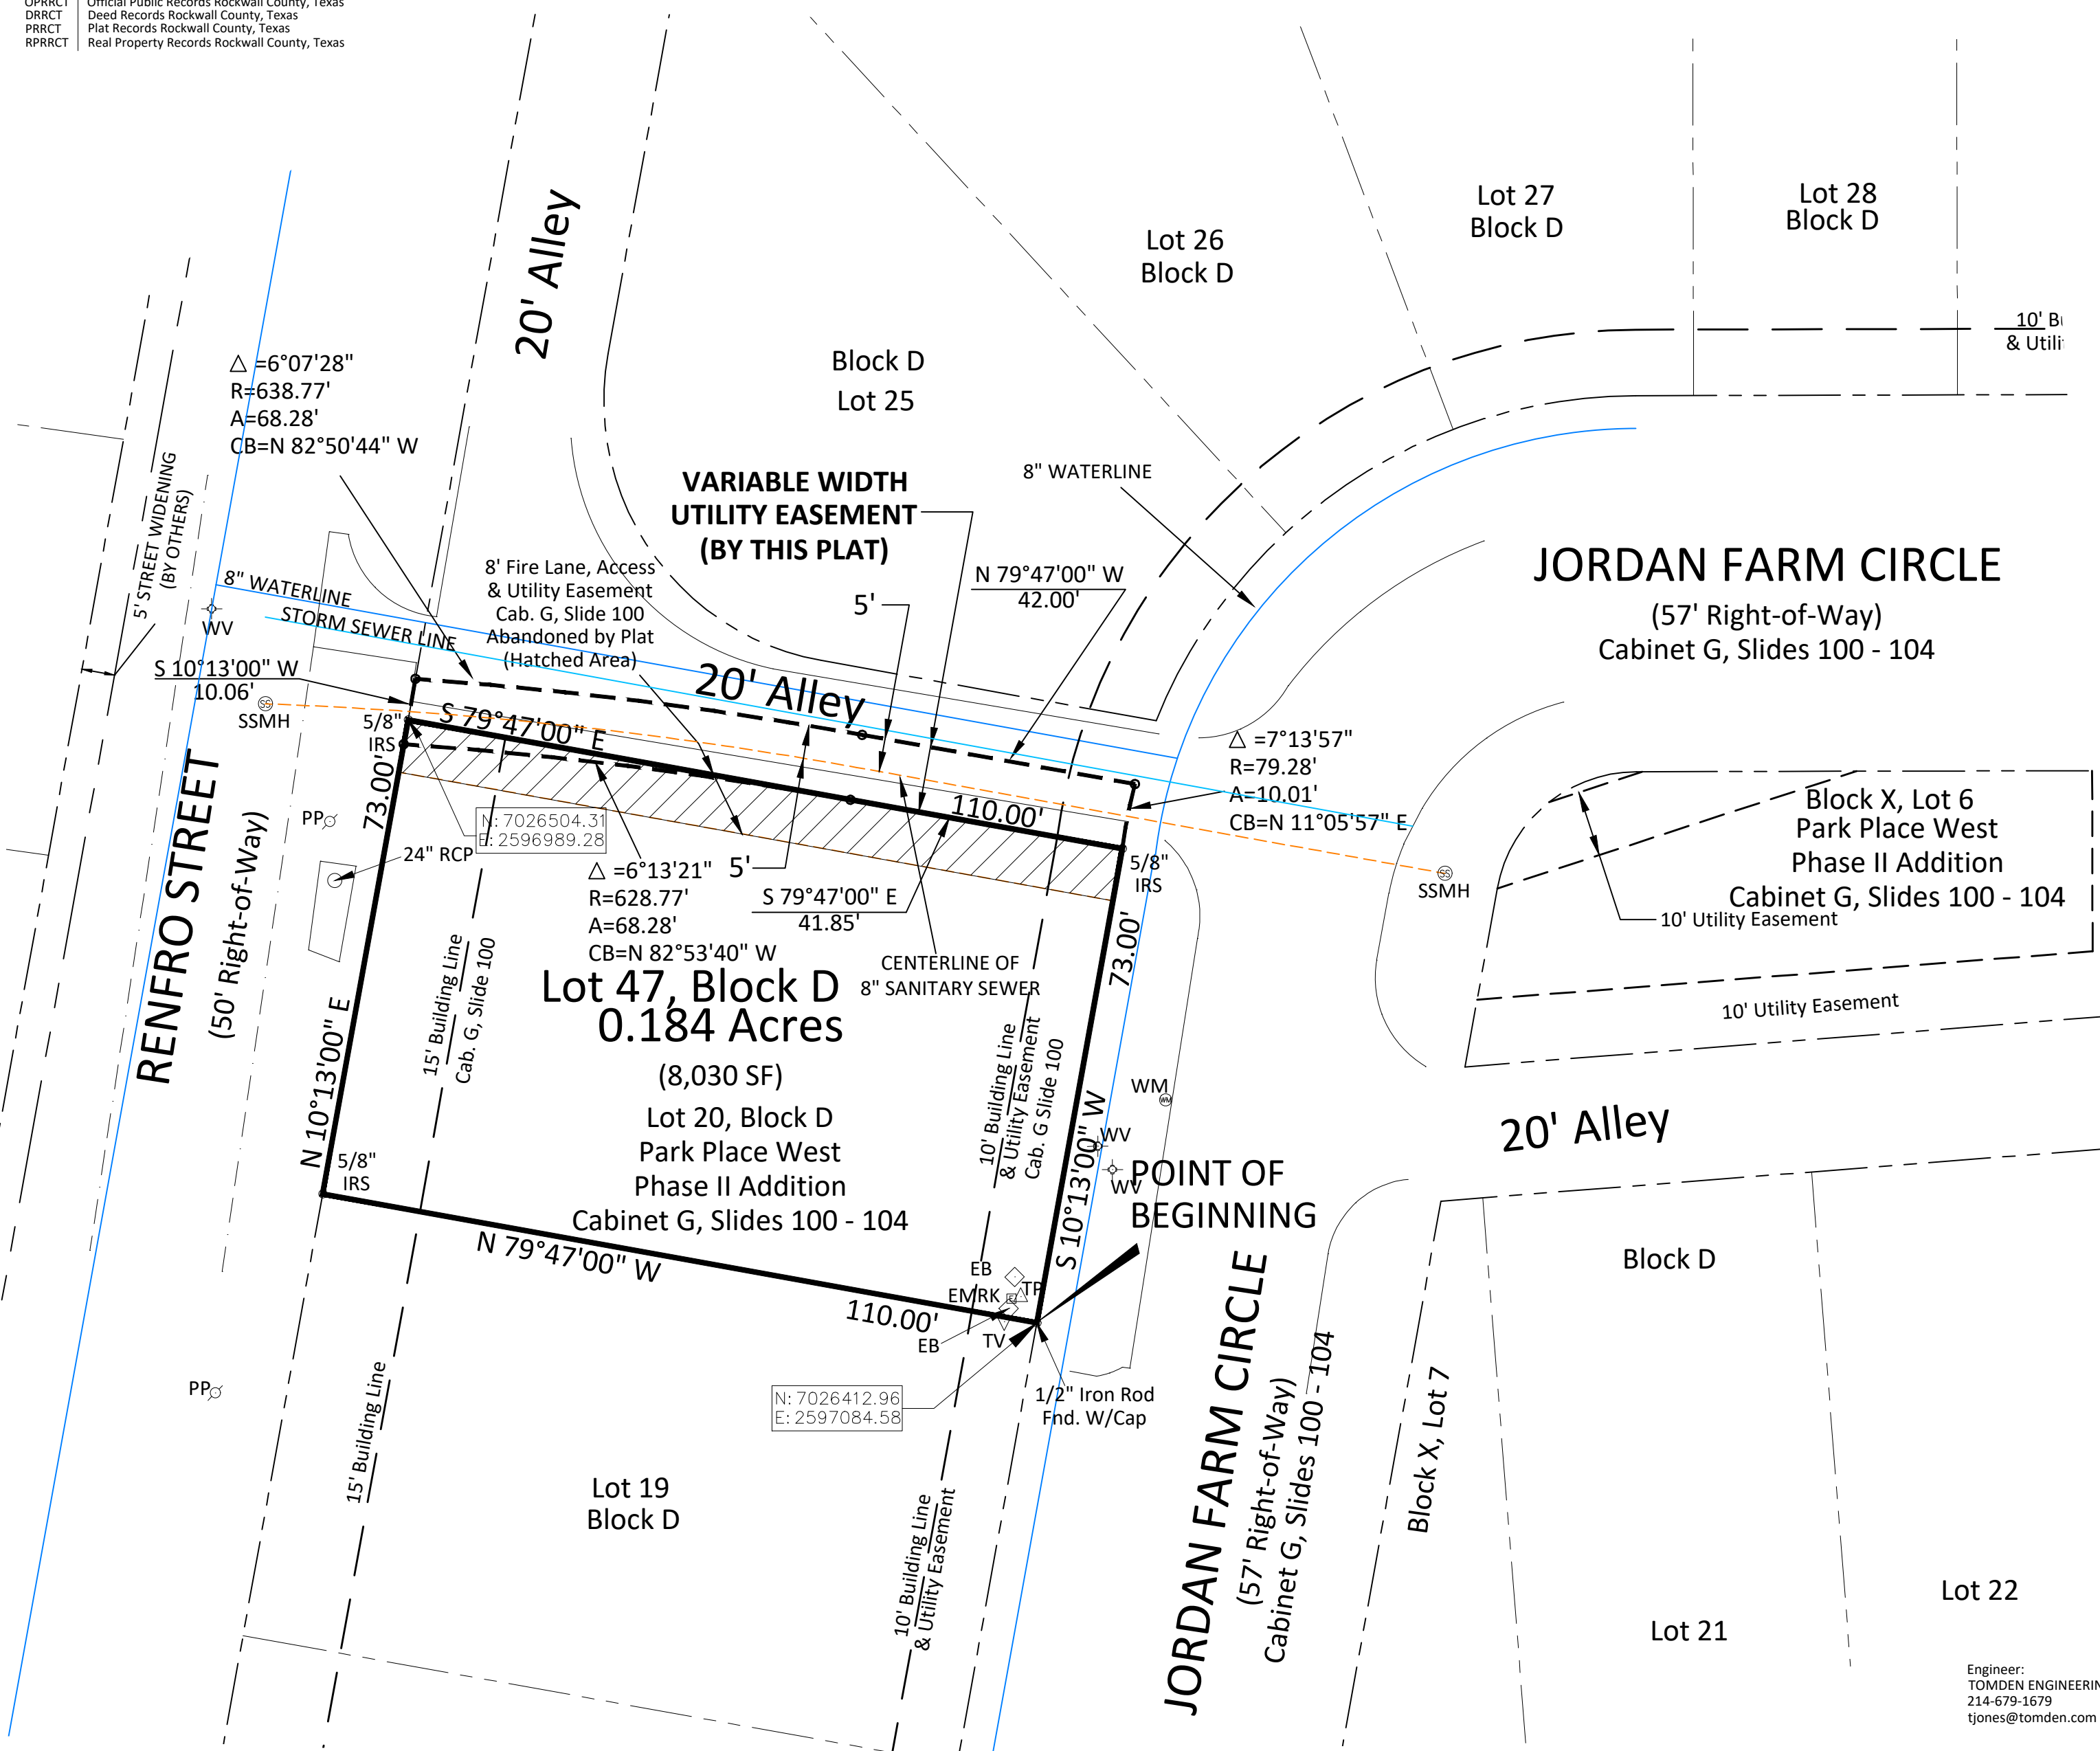 OPRRCT Official Public Records Rockwall County, Texas
DRRCT Deed Records Rockwall County, Texas
PRRCT Plat Records Rockwall County, Texas
RPRRCT Real Property Records Rockwall County, Texas
20' Alley
Lot 26
Block D
Lot 27
Block D
Lot 28
Block D
10' B
& Utili
Block D
Lot 25
△ =6°07'28"
R=638.77'
A=68.28'
CB=N 82°50'44" W
5' STREET WIDENING
(BY OTHERS)
VARIABLE WIDTH
UTILITY EASEMENT
(BY THIS PLAT)
8" WATERLINE
JORDAN FARM CIRCLE
(57' Right-of-Way)
Cabinet G, Slides 100 - 104
8' Fire Lane, Access
& Utility Easement
Cab. G, Slide 100
Abandoned by Plat
(Hatched Area)
N 79°47'00" W
42.00'
5'
8" WATERLINE
STORM SEWER LINE
WV
S 10°13'00" W
10.06'
SS
SSMH
5/8"
IRS
S 79°47'00" E
20' Alley
110.00'
△ =7°13'57"
R=79.28'
A=10.01'
CB=N 11°05'57" E
Block X, Lot 6
Park Place West
Phase II Addition
Cabinet G, Slides 100 - 104
10' Utility Easement
10' Utility Easement
SS
SSMH
5/8"
IRS
RENFRO STREET
(50' Right-of-Way)
PP
73.00'
N: 7026504.31
E: 2596989.28
24" RCP
△ =6°13'21"
R=628.77'
A=68.28'
CB=N 82°53'40" W
5'
S 79°47'00" E
41.85'
CENTERLINE OF
8" SANITARY SEWER
73.00'
15' Building Line
Cab. G, Slide 100
Lot 47, Block D
0.184 Acres
(8,030 SF)
Lot 20, Block D
Park Place West
Phase II Addition
Cabinet G, Slides 100 - 104
10' Building Line
& Utility Easement
Cab. G Slide 100
N 10°13'00" E
5/8"
IRS
S 10°13'00" W
WM
WM
WV
WV
POINT OF
BEGINNING
20' Alley
N 79°47'00" W
110.00'
EB
EMRK
E
TP
EB
TV
N: 7026412.96
E: 2597084.58
1/2" Iron Rod
Fnd. W/Cap
PP
15' Building Line
Lot 19
Block D
10' Building Line
& Utility Easement
JORDAN FARM CIRCLE
(57' Right-of-Way)
Cabinet G, Slides 100 - 104
Block X, Lot 7
Block D
Lot 21
Lot 22
Engineer:
TOMDEN ENGINEERIN
214-679-1679
tjones@tomden.com